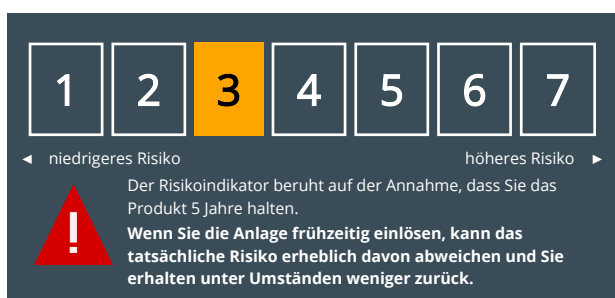 1 2 3 4 5 6 7
◄ niedrigeres Risiko höheres Risiko ►
Der Risikoindikator beruht auf der Annahme, dass Sie das
Produkt 5 Jahre halten.
Wenn Sie die Anlage frühzeitig einlösen, kann das
tatsächliche Risiko erheblich davon abweichen und Sie
erhalten unter Umständen weniger zurück.
!